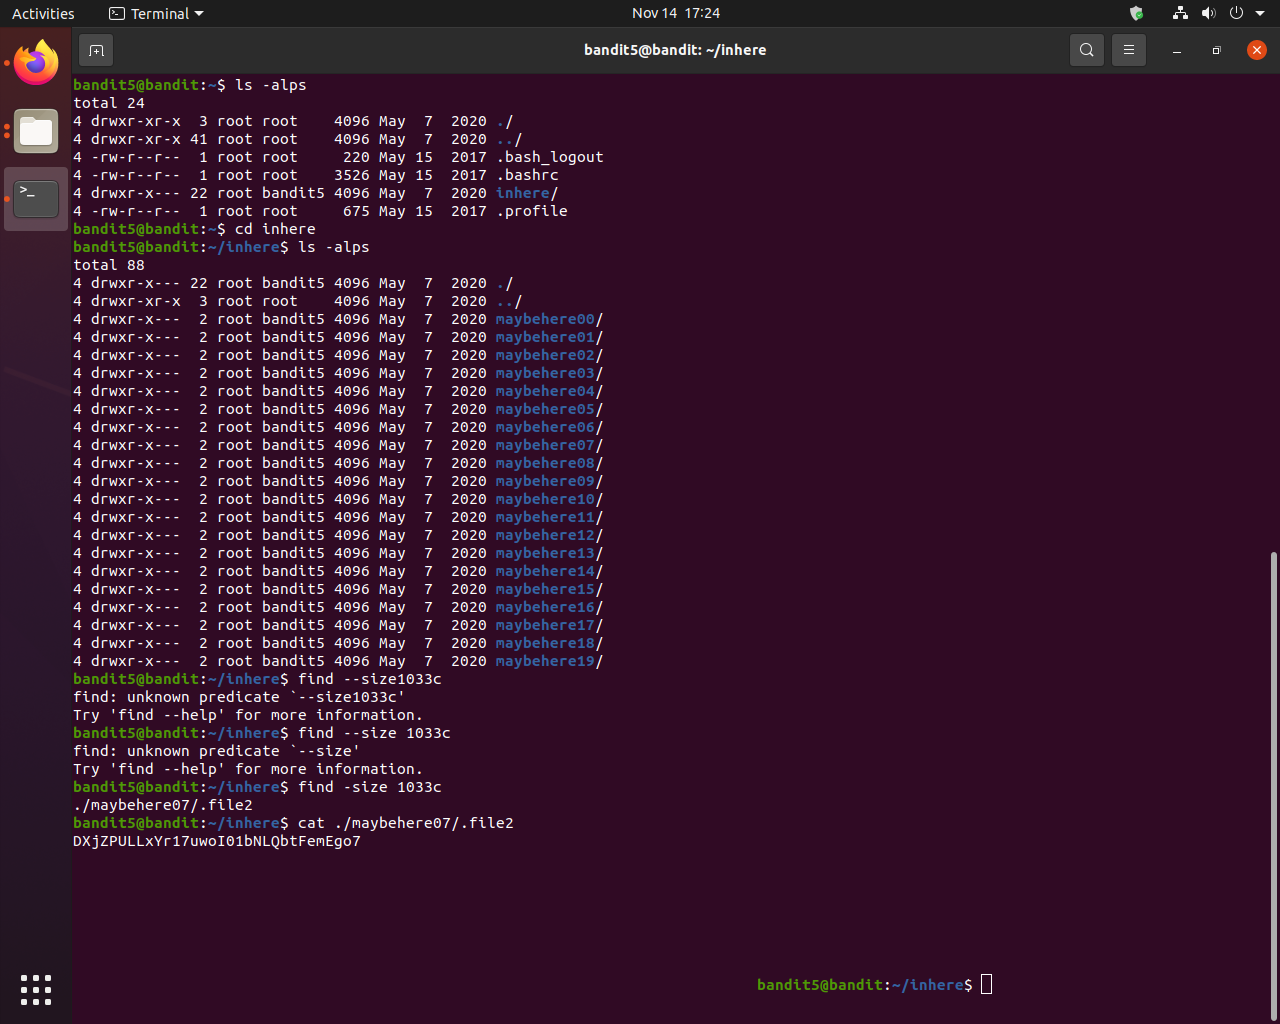 Activities Terminal Nov 14 17:24
bandit5@bandit: ~/inhere
bandit5@bandit:~$ ls -alps
total 24
4 drwxr-xr-x  3 root root    4096 May  7  2020 ./
4 drwxr-xr-x 41 root root    4096 May  7  2020 ../
4 -rw-r--r--  1 root root     220 May 15  2017 .bash_logout
4 -rw-r--r--  1 root root    3526 May 15  2017 .bashrc
4 drwxr-x--- 22 root bandit5 4096 May  7  2020 inhere/
4 -rw-r--r--  1 root root     675 May 15  2017 .profile
bandit5@bandit:~$ cd inhere
bandit5@bandit:~/inhere$ ls -alps
total 88
4 drwxr-x--- 22 root bandit5 4096 May  7  2020 ./
4 drwxr-xr-x  3 root root    4096 May  7  2020 ../
4 drwxr-x---  2 root bandit5 4096 May  7  2020 maybehere00/
4 drwxr-x---  2 root bandit5 4096 May  7  2020 maybehere01/
4 drwxr-x---  2 root bandit5 4096 May  7  2020 maybehere02/
4 drwxr-x---  2 root bandit5 4096 May  7  2020 maybehere03/
4 drwxr-x---  2 root bandit5 4096 May  7  2020 maybehere04/
4 drwxr-x---  2 root bandit5 4096 May  7  2020 maybehere05/
4 drwxr-x---  2 root bandit5 4096 May  7  2020 maybehere06/
4 drwxr-x---  2 root bandit5 4096 May  7  2020 maybehere07/
4 drwxr-x---  2 root bandit5 4096 May  7  2020 maybehere08/
4 drwxr-x---  2 root bandit5 4096 May  7  2020 maybehere09/
4 drwxr-x---  2 root bandit5 4096 May  7  2020 maybehere10/
4 drwxr-x---  2 root bandit5 4096 May  7  2020 maybehere11/
4 drwxr-x---  2 root bandit5 4096 May  7  2020 maybehere12/
4 drwxr-x---  2 root bandit5 4096 May  7  2020 maybehere13/
4 drwxr-x---  2 root bandit5 4096 May  7  2020 maybehere14/
4 drwxr-x---  2 root bandit5 4096 May  7  2020 maybehere15/
4 drwxr-x---  2 root bandit5 4096 May  7  2020 maybehere16/
4 drwxr-x---  2 root bandit5 4096 May  7  2020 maybehere17/
4 drwxr-x---  2 root bandit5 4096 May  7  2020 maybehere18/
4 drwxr-x---  2 root bandit5 4096 May  7  2020 maybehere19/
bandit5@bandit:~/inhere$ find --size1033c
find: unknown predicate `--size1033c'
Try 'find --help' for more information.
bandit5@bandit:~/inhere$ find --size 1033c
find: unknown predicate `--size'
Try 'find --help' for more information.
bandit5@bandit:~/inhere$ find -size 1033c
./maybehere07/.file2
bandit5@bandit:~/inhere$ cat ./maybehere07/.file2
DXjZPULLxYr17uwoI01bNLQbtFemEgo7
bandit5@bandit:~/inhere$